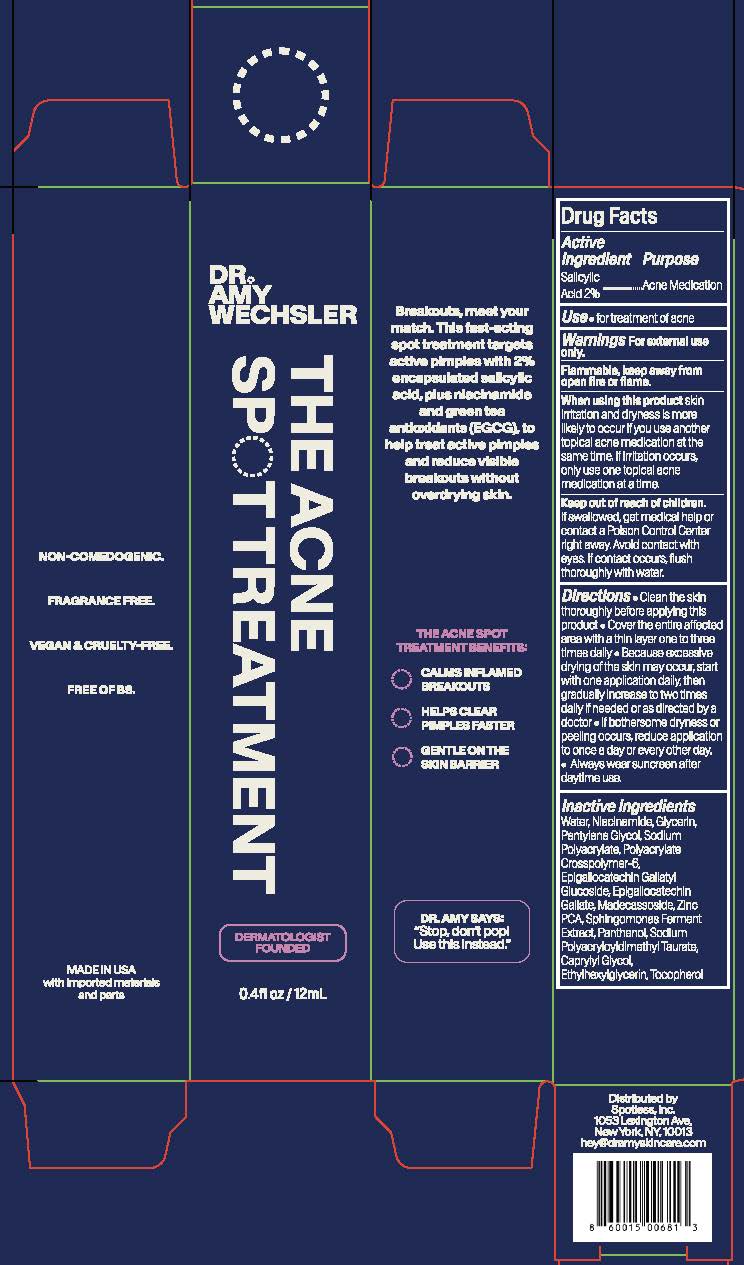 NON-COMEDOGENIC.
FRAGRANCE FREE.
VEGAN & CRUELTY-FREE.
FREE OF BS.
MADE IN USA
with imported materials
and parts
DR.
AMY
WECHSLER
THE ACNE
SPOT TREATMENT
DERMATOLOGIST
FOUNDED
0.4fl oz / 12mL
Breakouts, meet your
match. This fast-acting
spot treatment targets
active pimples with 2%
encapsulated salicylic
acid, plus niacinamide
and green tea
antioxidants (EGCG), to
help treat active pimples
and reduce visible
breakouts without
overdrying skin.
THE ACNE SPOT
TREATMENT BENEFITS:
CALMS INFLAMED
BREAKOUTS
HELPS CLEAR
PIMPLES FASTER
GENTLE ON THE
SKIN BARRIER
DR. AMY SAYS:
“Stop, don't pop!
Use this instead.”
Drug Facts
Active
Ingredient Purpose
Salicylic
Acid 2% ..........Acne Medication
Use • for treatment of acne
Warnings For external use
only.
Flammable, keep away from
open fire or flame.
When using this product skin
irritation and dryness is more
likely to occur if you use another
topical acne medication at the
same time. If irritation occurs,
only use one topical acne
medication at a time.
Keep out of reach of children.
If swallowed, get medical help or
contact a Poison Control Center
right away. Avoid contact with
eyes. If contact occurs, flush
thoroughly with water.
Directions • Clean the skin
thoroughly before applying this
product • Cover the entire affected
area with a thin layer one to three
times daily • Because excessive
drying of the skin may occur, start
with one application daily, then
gradually increase to two times
daily if needed or as directed by a
doctor • If bothersome dryness or
peeling occurs, reduce application
to once a day or every other day.
• Always wear suncreen after
daytime use.
Inactive Ingredients
Water, Niacinamide, Glycerin,
Pentylene Glycol, Sodium
Polyacrylate, Polyacrylate
Crosspolymer-6,
Epigallocatechin Gallatyl
Glucoside, Epigallocatechin
Gallate, Madecassoside, Zinc
PCA, Sphingomonas Ferment
Extract, Panthenol, Sodium
Polyacryloyldimethyl Taurate,
Caprylyl Glycol,
Ethylhexylglycerin, Tocopherol
Distributed by
Spotless, Inc.
1053 Lexington Ave,
New York, NY, 10013
hey@dramyskincare.com
8 60015 00681 3